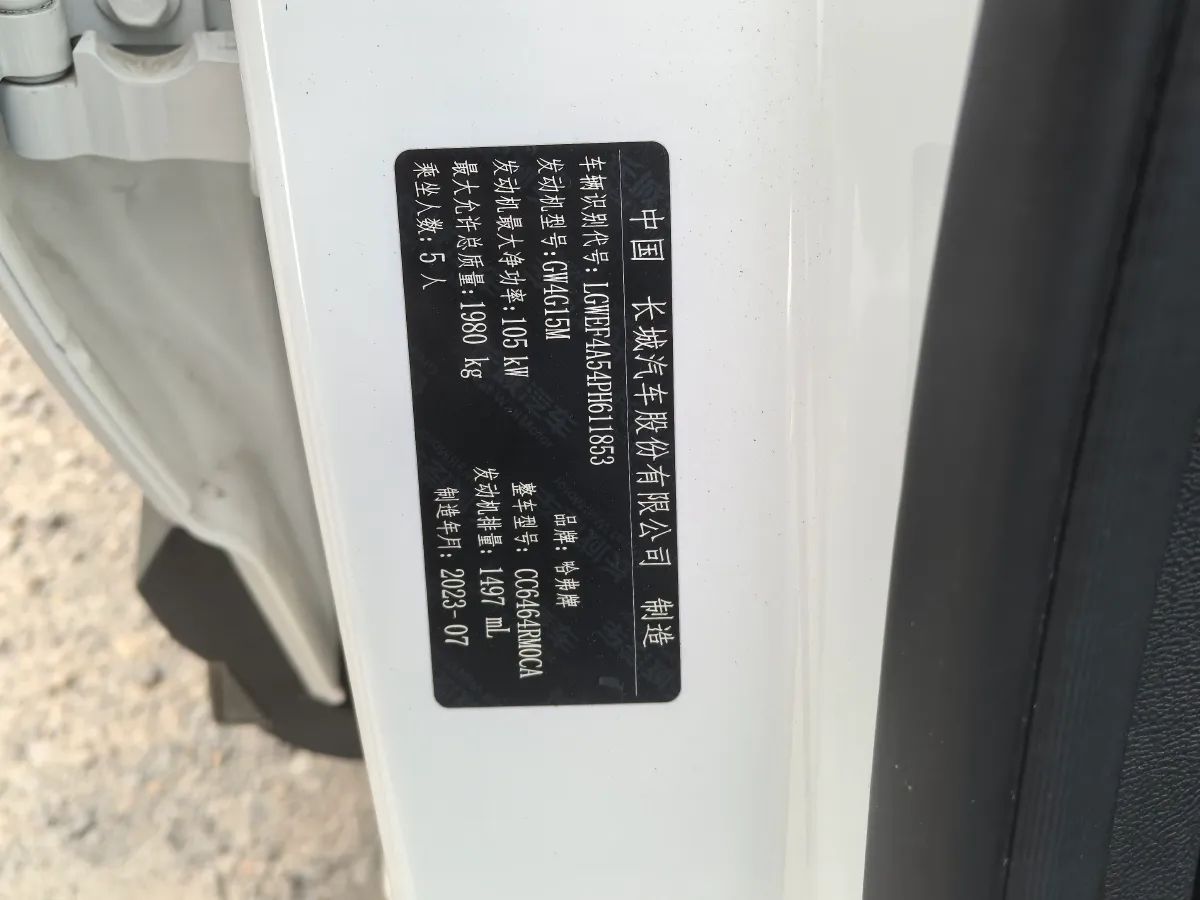 中国 长城汽车股份有限公司 制造
车辆识别代号：LGWEF4A54PH611853 品牌：哈弗牌
发动机型号：GW4G15M 整车型号：CC6464RM0CA
发动机最大净功率：105 kW 发动机排量：1497 mL
最大允许总质量：1980 kg 制造年月：2023-07
乘坐人数：5 人